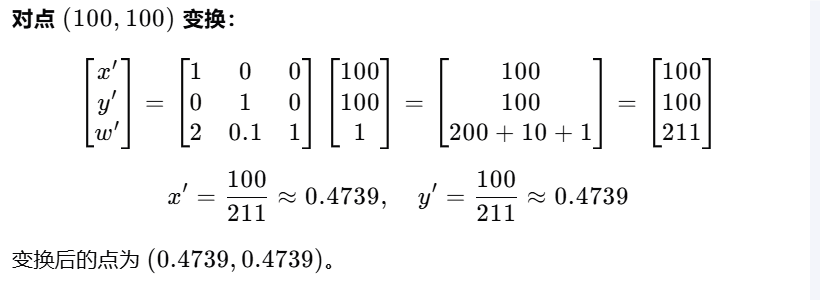 对点 (100, 100) 变换：
[x′ y′ w′] = [1 0 0; 0 1 0; 2 0.1 1] [100 100 1] = [100 100 200 + 10 + 1] = [100 100 211]
x′ = 100/211 ≈ 0.4739, y′ = 100/211 ≈ 0.4739
变换后的点为 (0.4739, 0.4739)。